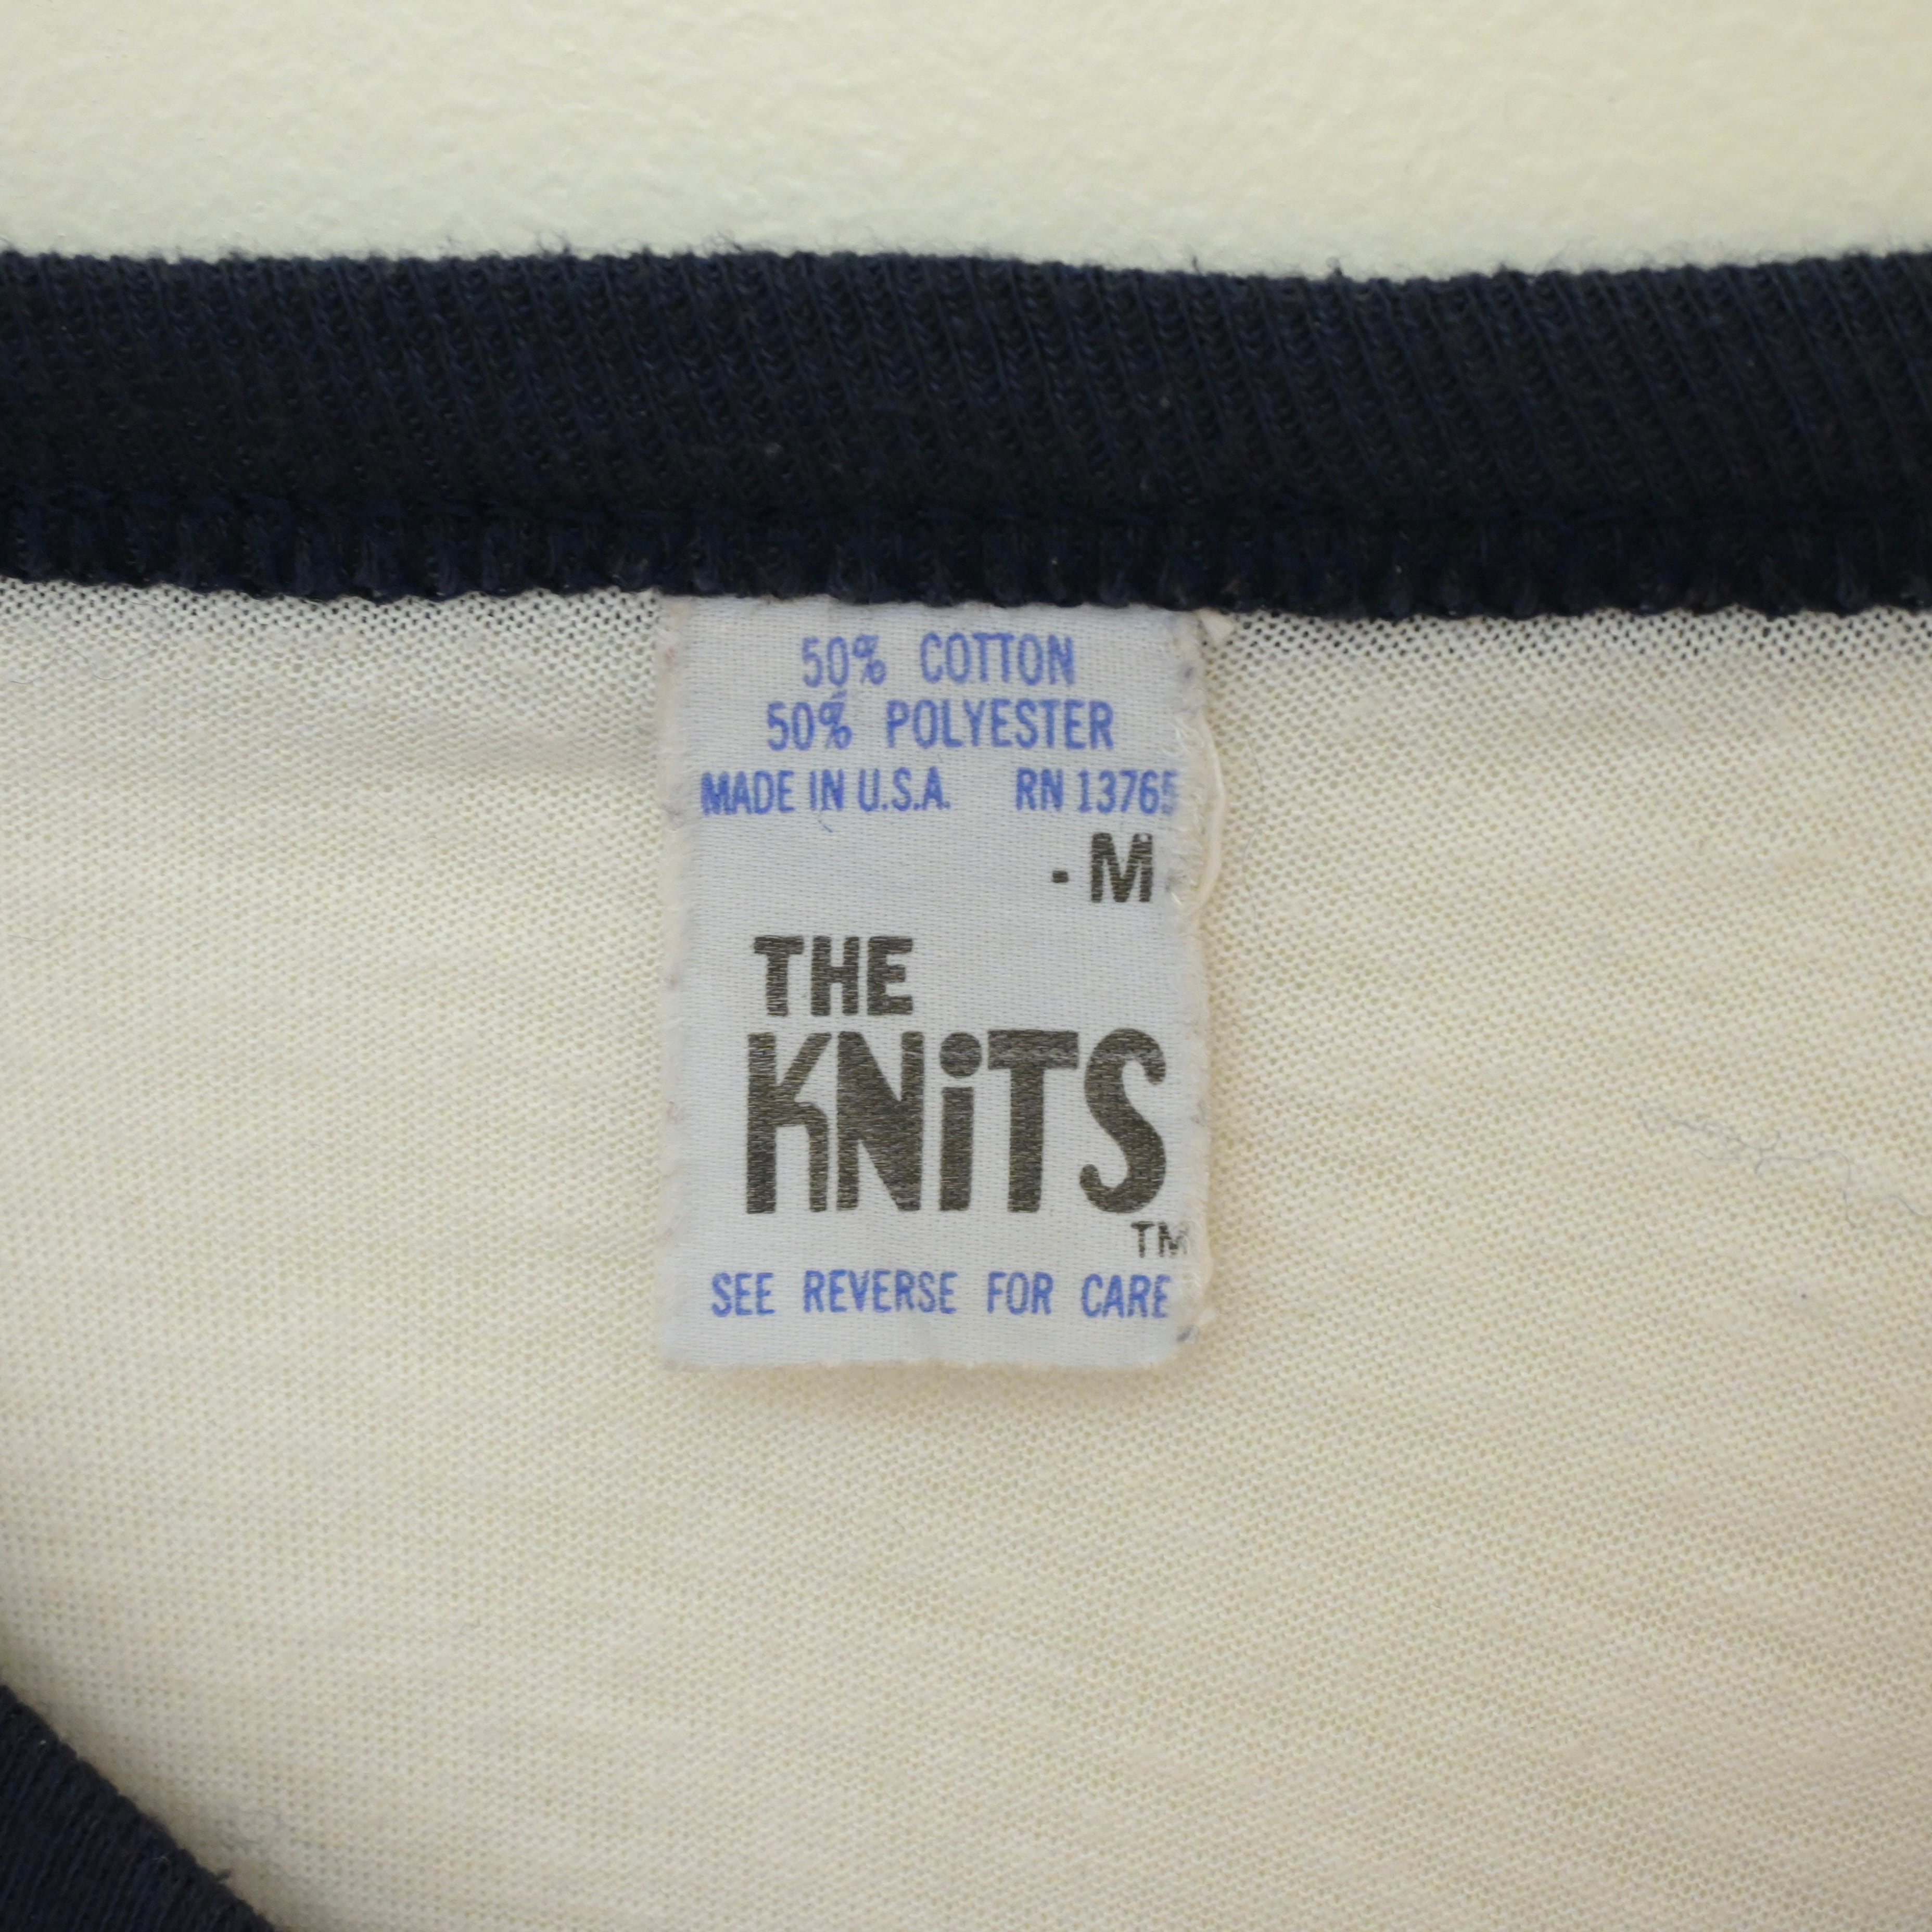 50% COTTON
50% POLYESTER
MADE IN U.S.A. RN 13765
- M
THE
KNiTS
TM
SEE REVERSE FOR CARE